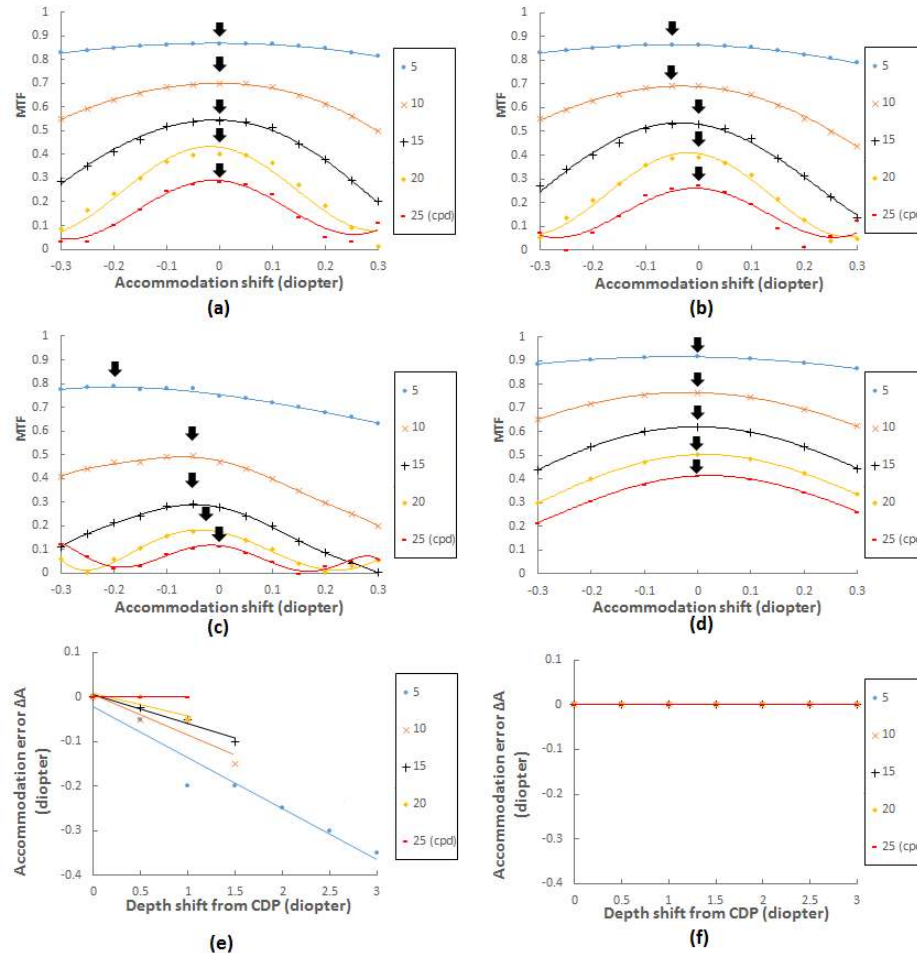 1
0.9
0.8
0.7
0.6
0.5
0.4
0.3
0.2
0.1
0
MTF
-0.3 -0.2 -0.1 0 0.1 0.2 0.3
Accommodation shift (diopter)
5
10
15
20
25 (cpd)
(a)
1
0.9
0.8
0.7
0.6
0.5
0.4
0.3
0.2
0.1
0
MTF
-0.3 -0.2 -0.1 0 0.1 0.2 0.3
Accommodation shift (diopter)
5
10
15
20
25 (cpd)
(b)
1
0.9
0.8
0.7
0.6
0.5
0.4
0.3
0.2
0.1
0
MTF
-0.3 -0.2 -0.1 0 0.1 0.2 0.3
Accommodation shift (diopter)
5
10
15
20
25 (cpd)
(c)
1
0.9
0.8
0.7
0.6
0.5
0.4
0.3
0.2
0.1
0
MTF
-0.3 -0.2 -0.1 0 0.1 0.2 0.3
Accommodation shift (diopter)
5
10
15
20
25 (cpd)
(d)
0.1
0
-0.1
-0.2
-0.3
-0.4
Accommodation error ΔA
(diopter)
0 0.5 1 1.5 2 2.5 3
Depth shift from CDP (diopter)
5
10
15
20
25 (cpd)
(e)
0.1
0
-0.1
-0.2
-0.3
-0.4
Accommodation error ΔA
(diopter)
0 0.5 1 1.5 2 2.5 3
Depth shift from CDP (diopter)
5
10
15
20
25 (cpd)
(f)